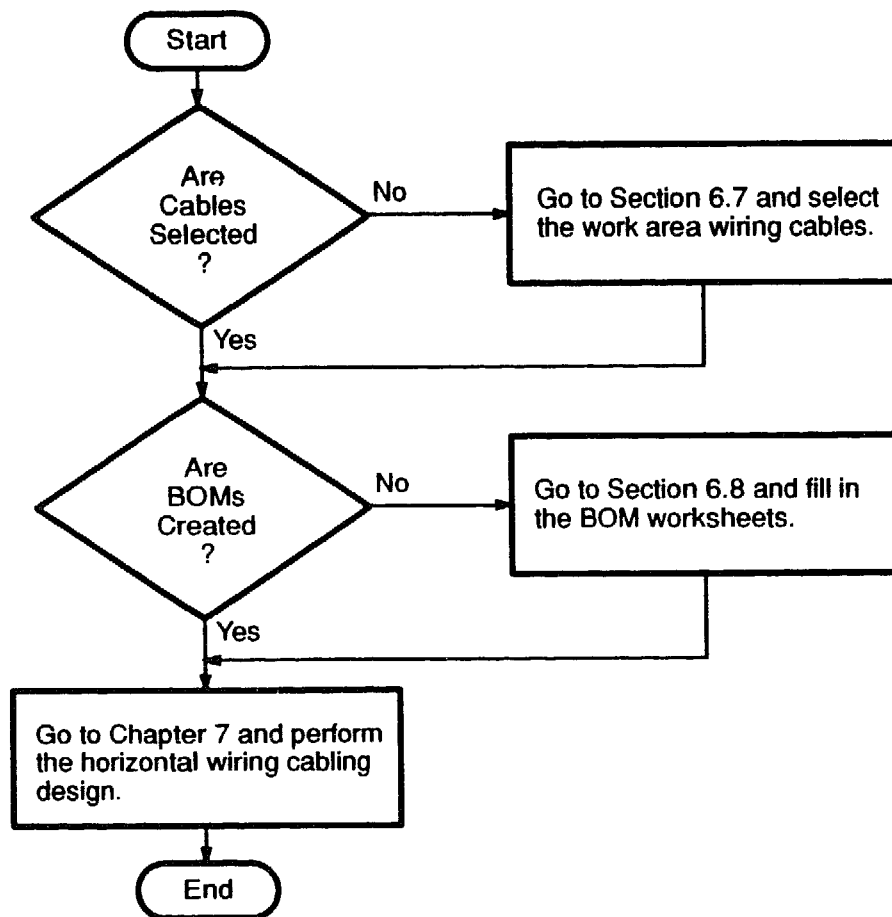 Start
Are
Cables
Selected
?
No
Go to Section 6.7 and select
the work area wiring cables.
Yes
Are
BOMs
Created
?
No
Go to Section 6.8 and fill in
the BOM worksheets.
Yes
Go to Chapter 7 and perform
the horizontal wiring cabling
design.
End